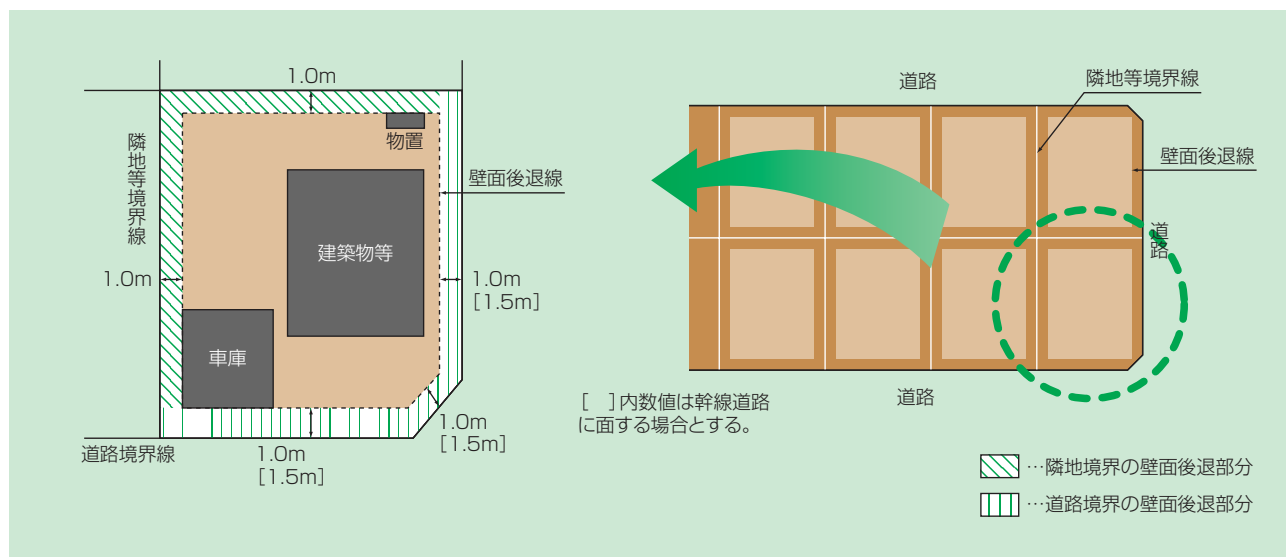 1.0m
物置
隣地等境界線
壁面後退線
建築物等
1.0m
1.0m
[1.5m]
車庫
1.0m
[1.5m]
道路境界線
1.0m
[1.5m]
道路
隣地等境界線
壁面後退線
道路
道路
[　]内数値は幹線道路
に面する場合とする。
…隣地境界の壁面後退部分
…道路境界の壁面後退部分